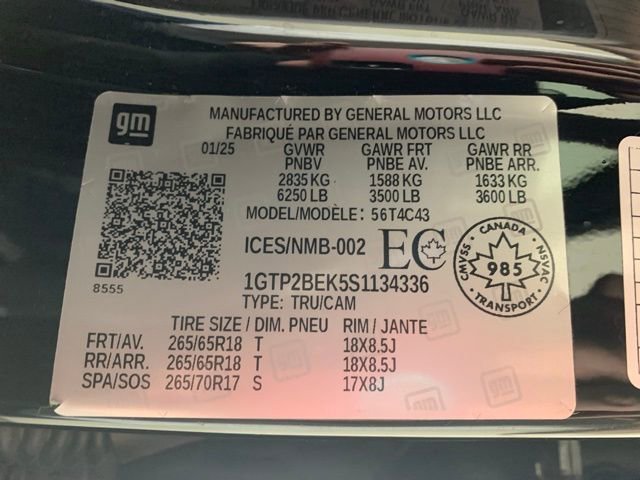 gm
MANUFACTURED BY GENERAL MOTORS LLC
FABRIQUÉ PAR GENERAL MOTORS LLC
01/25 GVWR GAWR FRT GAWR RR
PNBV PNBE AV. PNBE ARR.
2835 KG 1588 KG 1633 KG
6250 LB 3500 LB 3600 LB
MODEL/MODÈLE: 56T4C43
ICES/NMB-002 EC
CANADA
CMVSS 985 NSVAC
TRANSPORT
8555
1GTP2BEK5S1134336
TYPE: TRU/CAM
TIRE SIZE / DIM. PNEU RIM / JANTE
FRT/AV. 265/65R18 T 18X8.5J
RR/ARR. 265/65R18 T 18X8.5J
SPA/SOS 265/70R17 S 17X8J